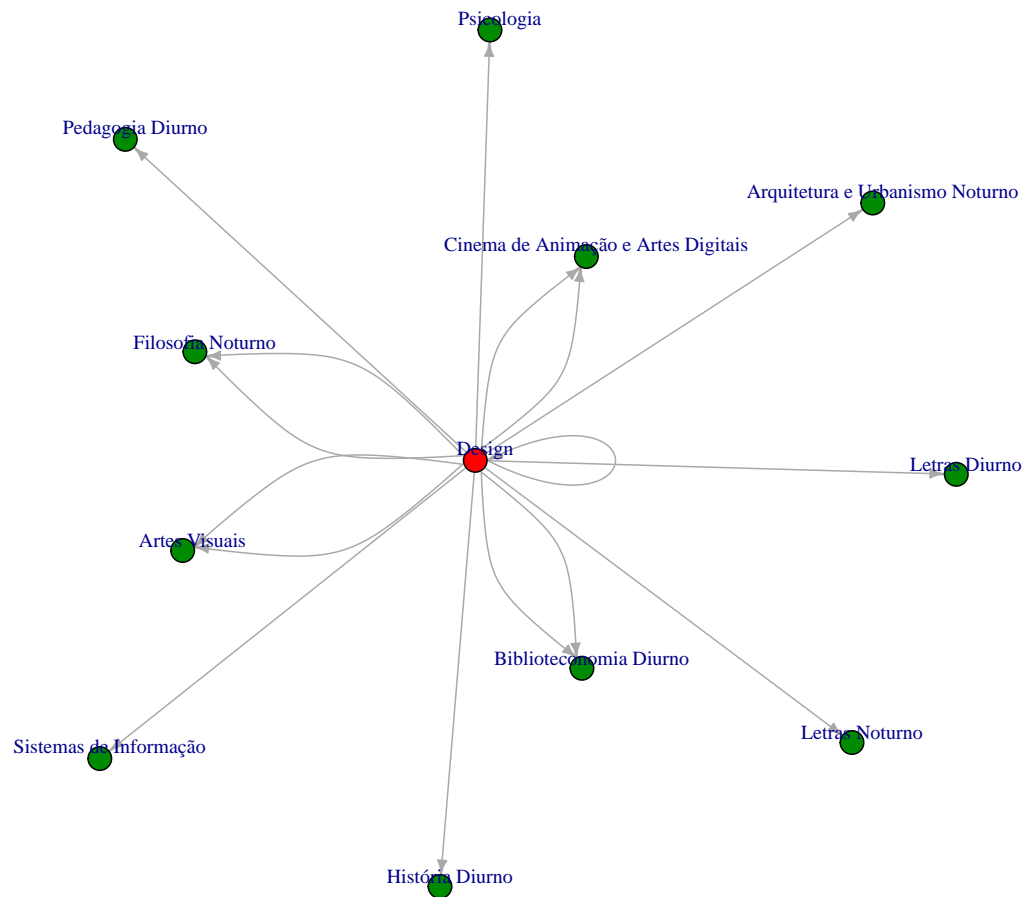 Psicologia
Pedagogia Diurno
Arquitetura e Urbanismo Noturno
Cinema de Animação e Artes Digitais
Filosofia Noturno
Design
Letras Diurno
Artes Visuais
Biblioteconomia Diurno
Letras Noturno
Sistemas de Informação
História Diurno